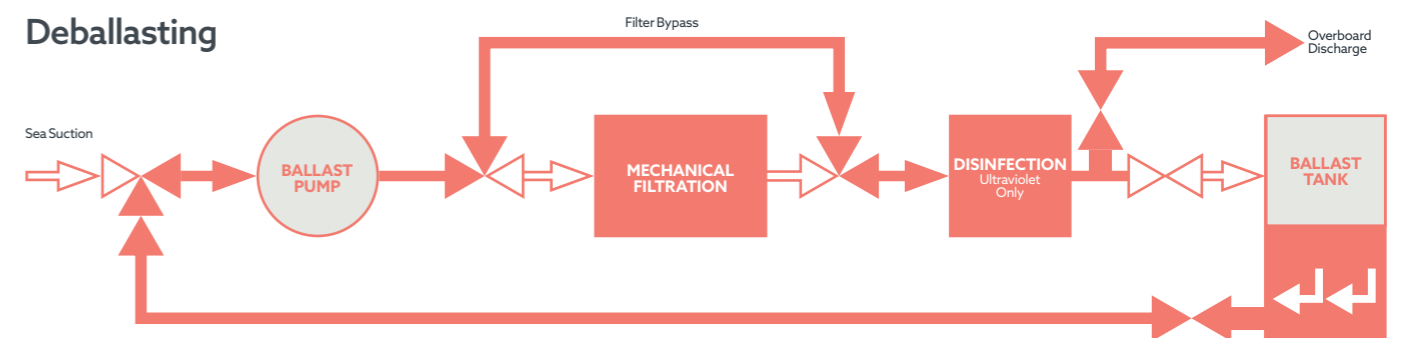 Deballasting
Filter Bypass
Overboard
Discharge
Sea Suction
BALLAST
PUMP
MECHANICAL
FILTRATION
DISINFECTION
Ultraviolet
Only
BALLAST
TANK